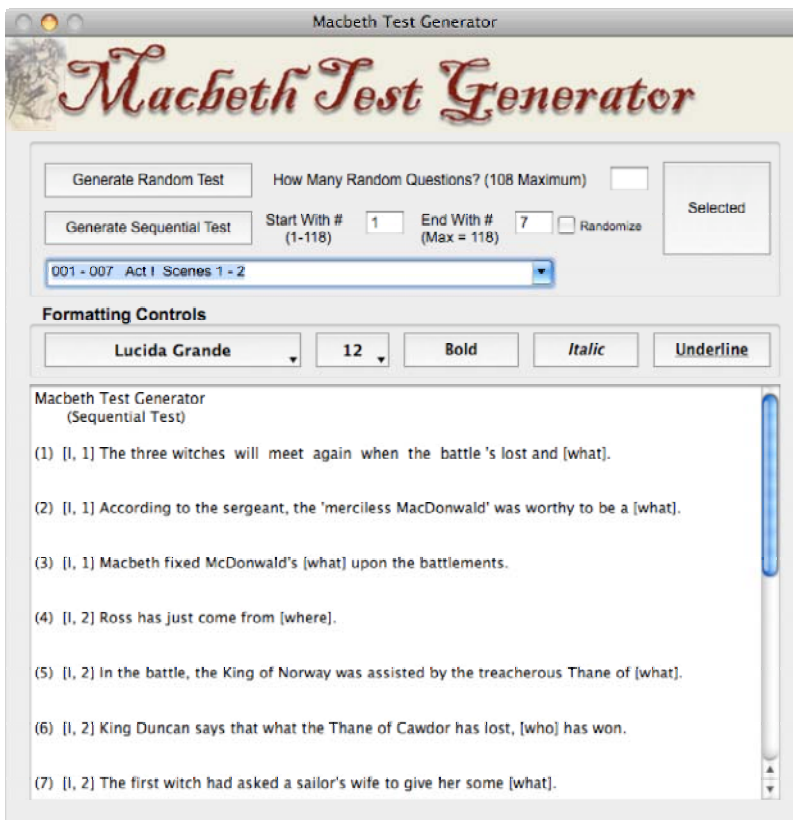 Macbeth Test Generator
Macbeth Test Generator
Generate Random Test How Many Random Questions? (108 Maximum)
Selected
Generate Sequential Test Start With # 1 End With # 7 Randomize
(1-118) (Max = 118)
001 - 007 Act I Scenes 1 - 2
Formatting Controls
Lucida Grande 12 Bold Italic Underline
Macbeth Test Generator
(Sequential Test)
(1) [I, 1] The three witches will meet again when the battle 's lost and [what].
(2) [I, 1] According to the sergeant, the 'merciless MacDonwald' was worthy to be a [what].
(3) [I, 1] Macbeth fixed McDonwald's [what] upon the battlements.
(4) [I, 2] Ross has just come from [where].
(5) [I, 2] In the battle, the King of Norway was assisted by the treacherous Thane of [what].
(6) [I, 2] King Duncan says that what the Thane of Cawdor has lost, [who] has won.
(7) [I, 2] The first witch had asked a sailor's wife to give her some [what].